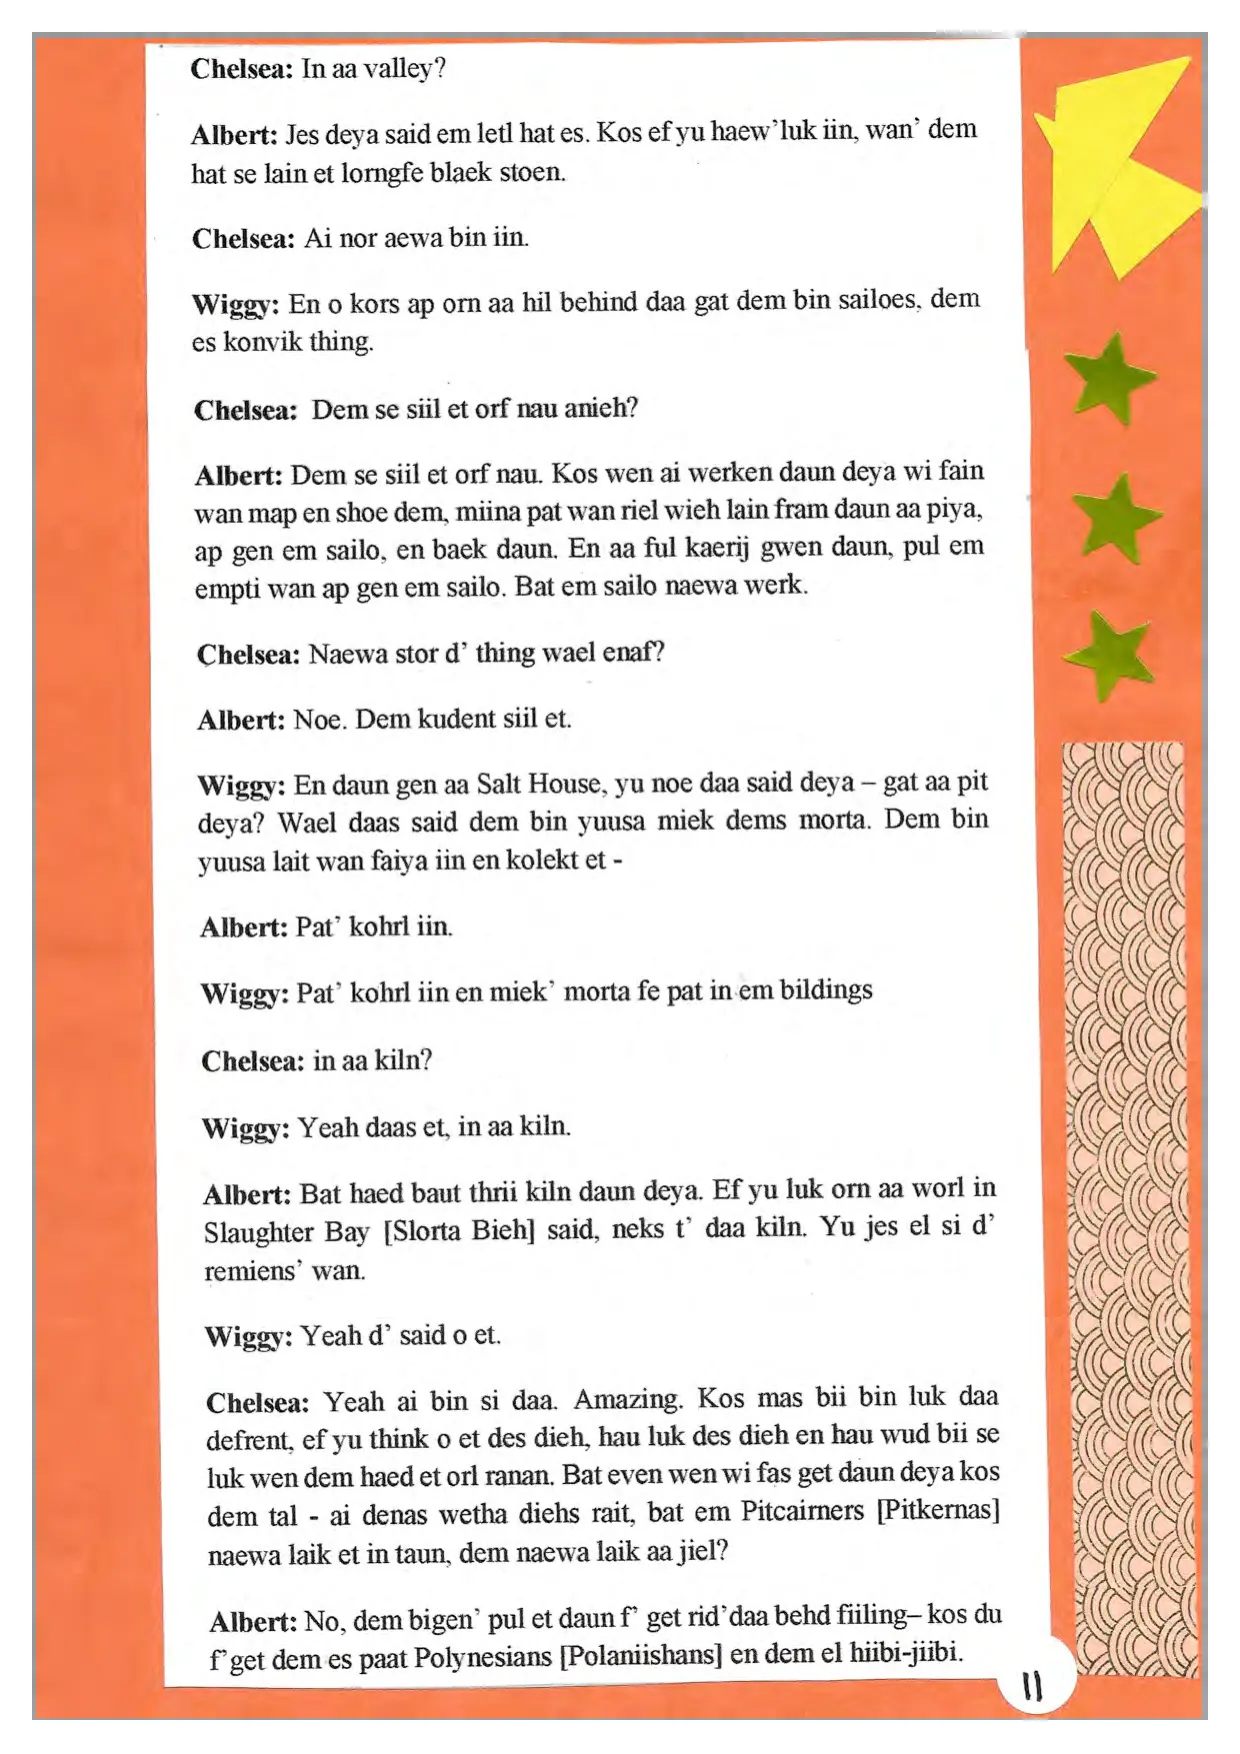 Chelsea: In aa valley?
Albert: Jes deya said em letl hat es. Kos ef yu haew'luk iin, wan' dem
hat se lain et lorngfe blaek stoen.
Chelsea: Ai nor aewa bin iin.
Wiggy: En o kors ap orn aa hil behind daa gat dem bin sailoes, dem
es konvik thing.
Chelsea: Dem se siil et orf nau anieh?
Albert: Dem se siil et orf nau. Kos wen ai werken daun deya wi fain
wan map en shoe dem, miina pat wan riel wieh lain fram daun aa piya,
ap gen em sailo, en baek daun. En aa ful kaerij gwen daun, pul em
empti wan ap gen em sailo. Bat em sailo naewa werk.
Chelsea: Naewa stor d' thing wael enaf?
Albert: Noe. Dem kudent siil et.
Wiggy: En daun gen aa Salt House, yu noe daa said deya – gat aa pit
deya? Wael daas said dem bin yuusa miek dems morta. Dem bin
yuusa lait wan faiya iin en kolekt et -
Albert: Pat' kohrl iin.
Wiggy: Pat' kohrl iin en miek' morta fe pat in em bildings
Chelsea: in aa kiln?
Wiggy: Yeah daas et, in aa kiln.
Albert: Bat haed baut thrii kiln daun deya. Ef yu luk orn aa worl in
Slaughter Bay [Slorta Bieh] said, neks t' daa kiln. Yu jes el si d'
remiens' wan.
Wiggy: Yeah d' said o et.
Chelsea: Yeah ai bin si daa. Amazing. Kos mas bii bin luk daa
defrent, ef yu think o et des dieh, hau luk des dieh en hau wud bii se
luk wen dem haed et orl ranan. Bat even wen wi fas get daun deya kos
dem tal - ai denas wetha diehs rait, bat em Pitcairners [Pitkernas]
naewa laik et in taun, dem naewa laik aa jiel?
Albert: No, dem bigen' pul et daun f' get rid'daa behd fiiling– kos du
f'get dem es paat Polynesians [Polaniishans] en dem el hiibi-jiibi.
11